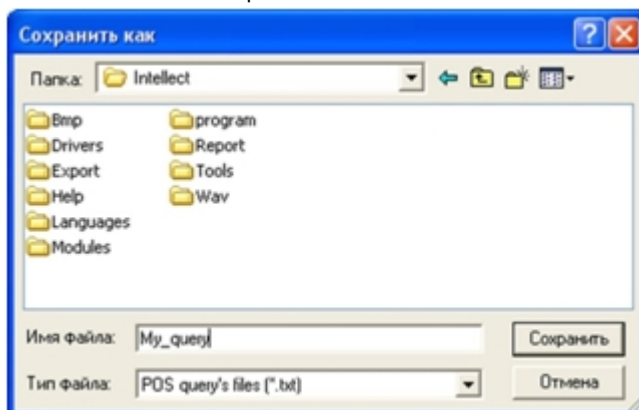 Сохранить как
Папка: Intellect
Bmp
Drivers
Export
Help
Languages
Modules
program
Report
Tools
Wav
Имя файла: My_query
Сохранить
Тип файла: POS query's files (*.txt)
Отмена